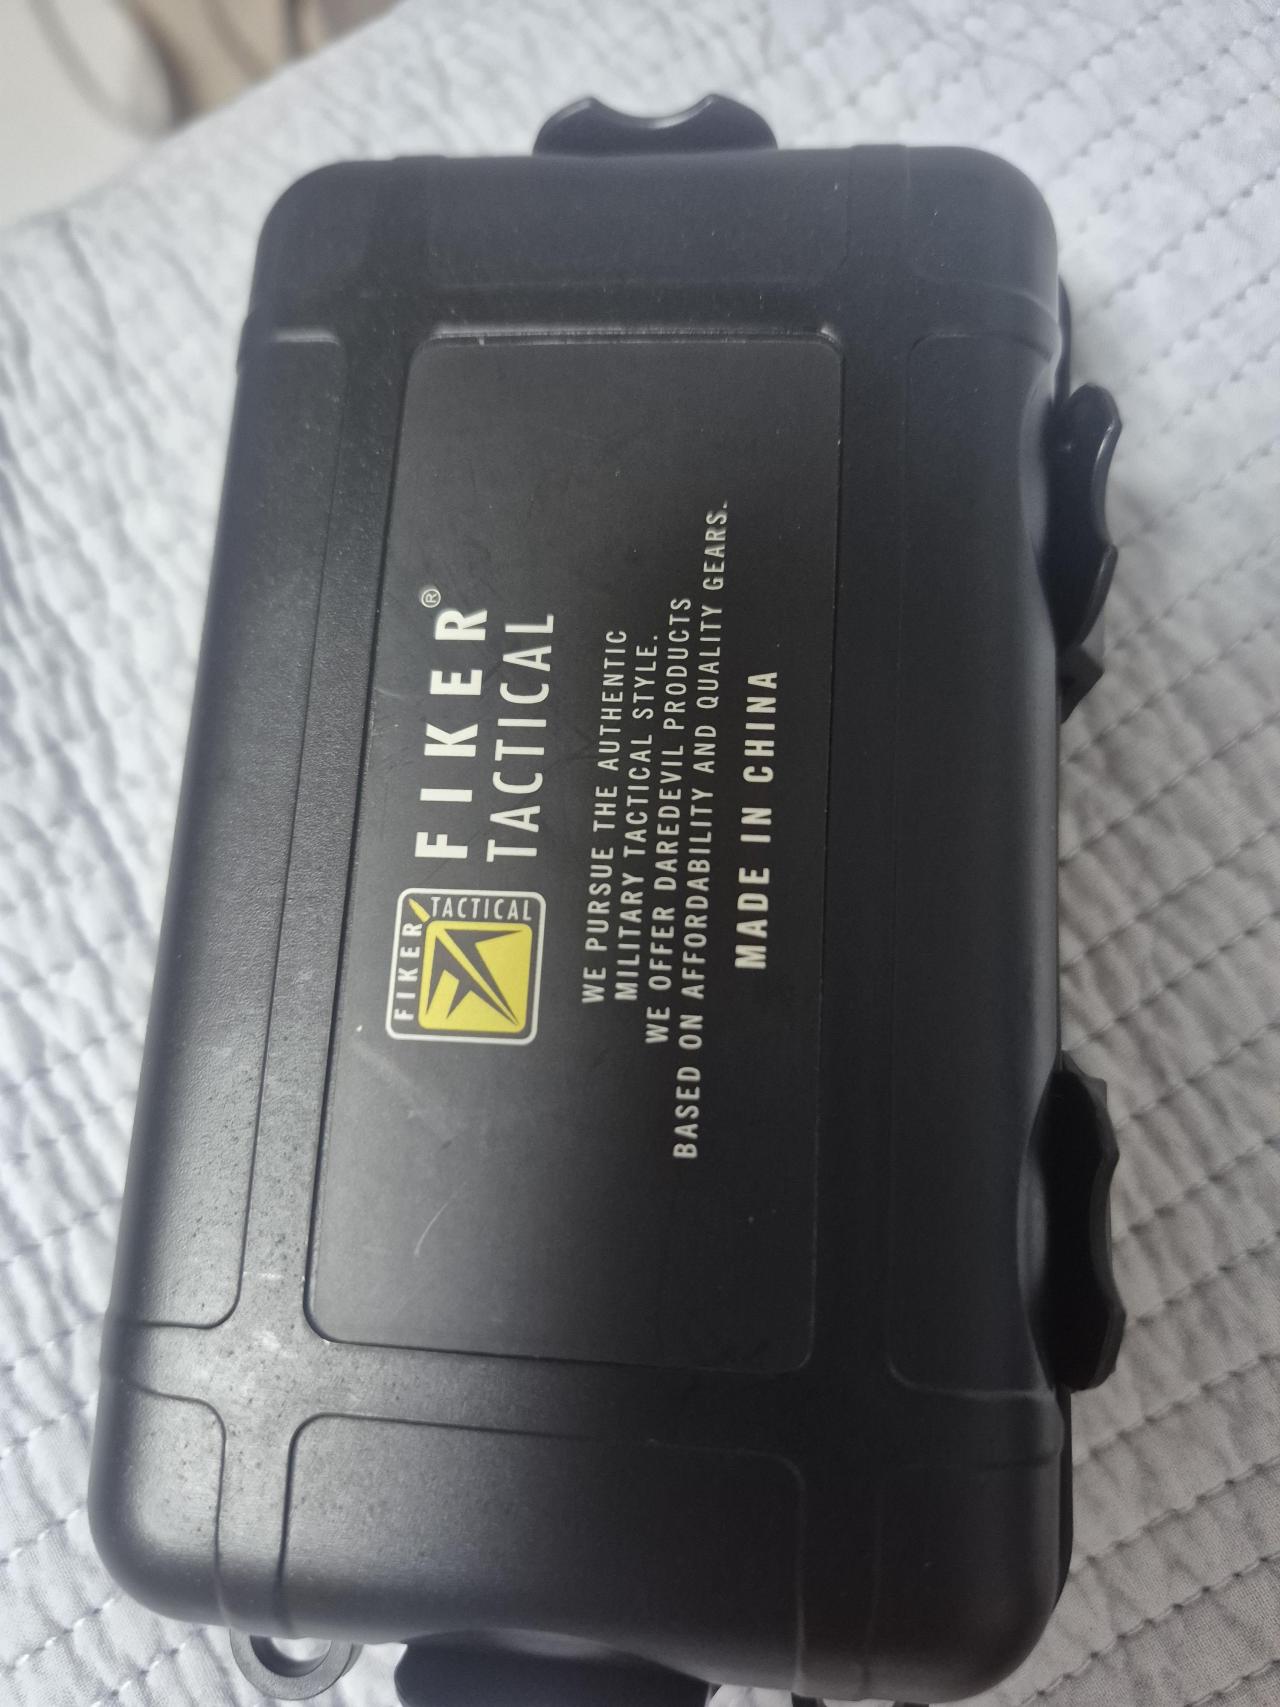 FIKER
TACTICAL
FIKER®
TACTICAL
WE PURSUE THE AUTHENTIC
MILITARY TACTICAL STYLE.
WE OFFER DAREDEVIL PRODUCTS
BASED ON AFFORDABILITY AND QUALITY GEARS.
MADE IN CHINA